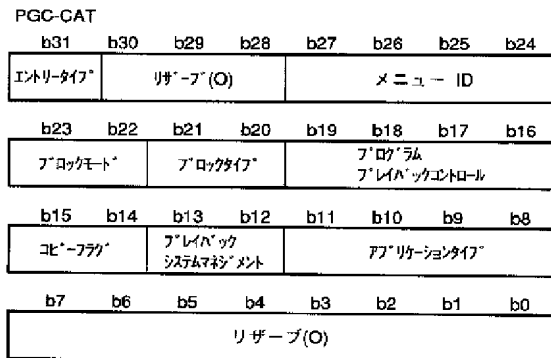 PGC-CAT
b31 b30 b29 b28 b27 b26 b25 b24
エントリータイプ リザーブ(O) メニュー ID
b23 b22 b21 b20 b19 b18 b17 b16
ブロックモード ブロックタイプ プログラム
プレイバックコントロール
b15 b14 b13 b12 b11 b10 b9 b8
コピーフラグ プレイバック
システムマネジメント アプリケーションタイプ
b7 b6 b5 b4 b3 b2 b1 b0
リザーブ(O)